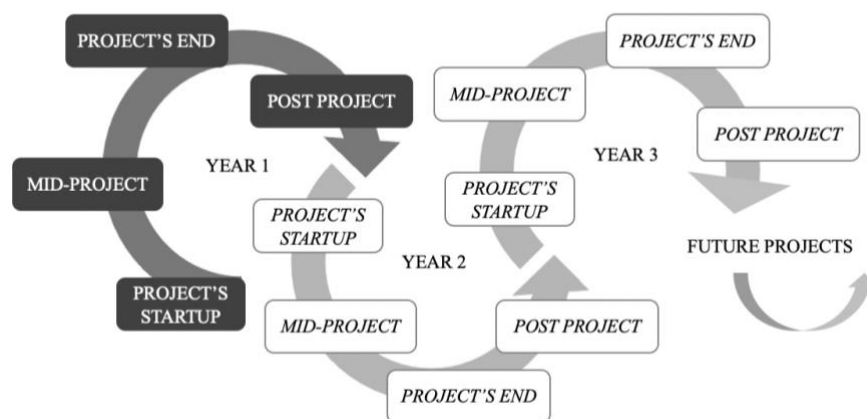 PROJECT’S END
POST PROJECT
YEAR 1
MID-PROJECT
PROJECT’S
STARTUP
PROJECT’S
STARTUP
YEAR 2
MID-PROJECT
PROJECT’S END
POST PROJECT
PROJECT’S
STARTUP
MID-PROJECT
PROJECT’S END
YEAR 3
POST PROJECT
FUTURE PROJECTS